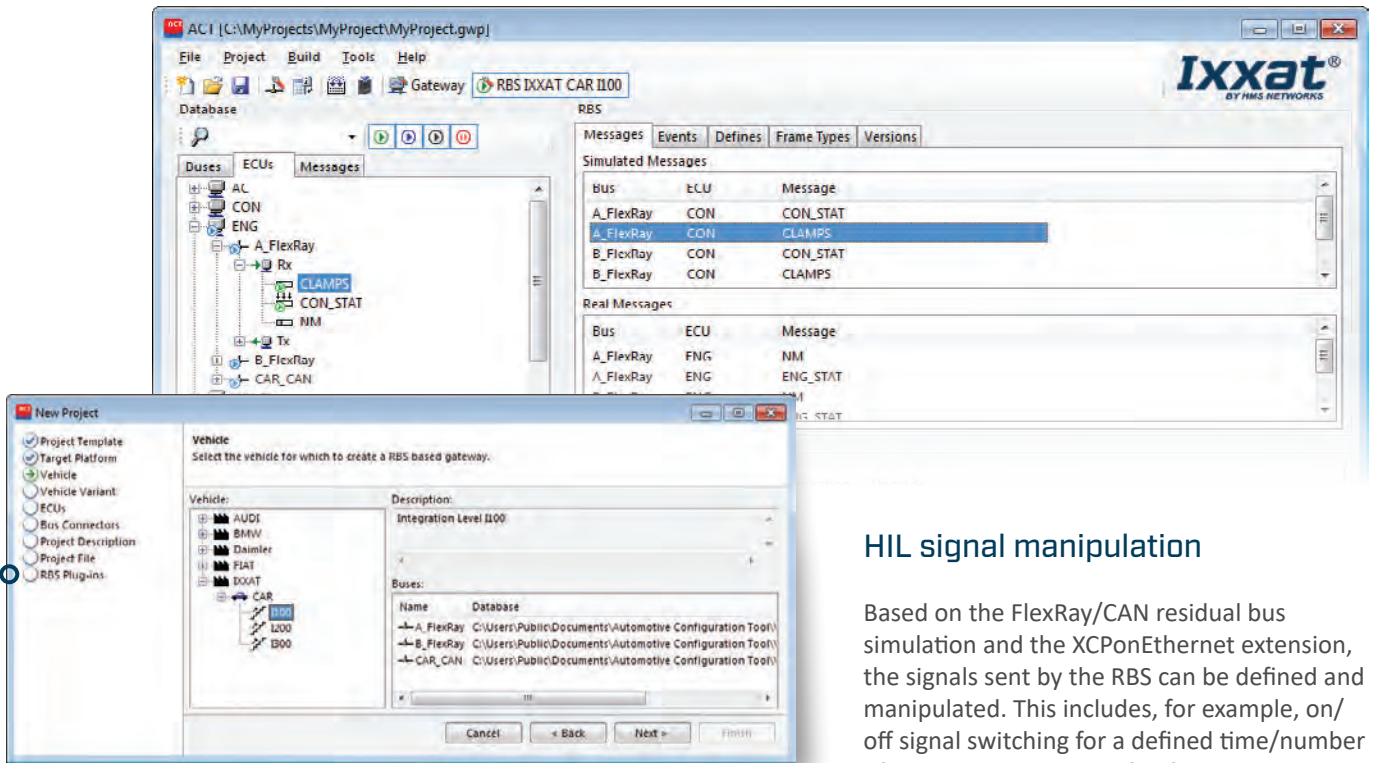 ACT [C:\MyProjects\MyProject\MyProject.gwp]
File Project Build Tools Help
Gateway RBS IXXAT CAR I100
Ixxat®
BY HMS NETWORKS
Database
RBS
Buses ECUs Messages
Messages Events Defines Frame Types Versions
Simulated Messages
Bus ECU Message
A_FlexRay CON CON_STAT
A_FlexRay CON CLAMPS
B_FlexRay CON CON_STAT
B_FlexRay CON CLAMPS
Real Messages
Bus ECU Message
A_FlexRay ENG NM
A_FlexRay ENG ENG_STAT
AC
CON
ENG
A_FlexRay
Rx
CLAMPS
CON_STAT
NM
Tx
B_FlexRay
CAR_CAN
New Project
Project Template
Target Platform
Vehicle
Vehicle Variant
ECUs
Bus Connectors
Project Description
Project File
RBS Plug-ins
Vehicle
Select the vehicle for which to create a RBS based gateway.
Vehicle:
AUDI
BMW
Daimler
FIAT
IXXAT
CAR
I100
I200
I300
Description:
Integration Level I100
Buses:
Name Database
A_FlexRay C:\Users\Public\Documents\Automotive Configuration Tool\
B_FlexRay C:\Users\Public\Documents\Automotive Configuration Tool\
CAR_CAN C:\Users\Public\Documents\Automotive Configuration Tool\
Cancel < Back Next > Finish
HIL signal manipulation
Based on the FlexRay/CAN residual bus
simulation and the XCPonEthernet extension,
the signals sent by the RBS can be defined and
manipulated. This includes, for example, on/
off signal switching for a defined time/number